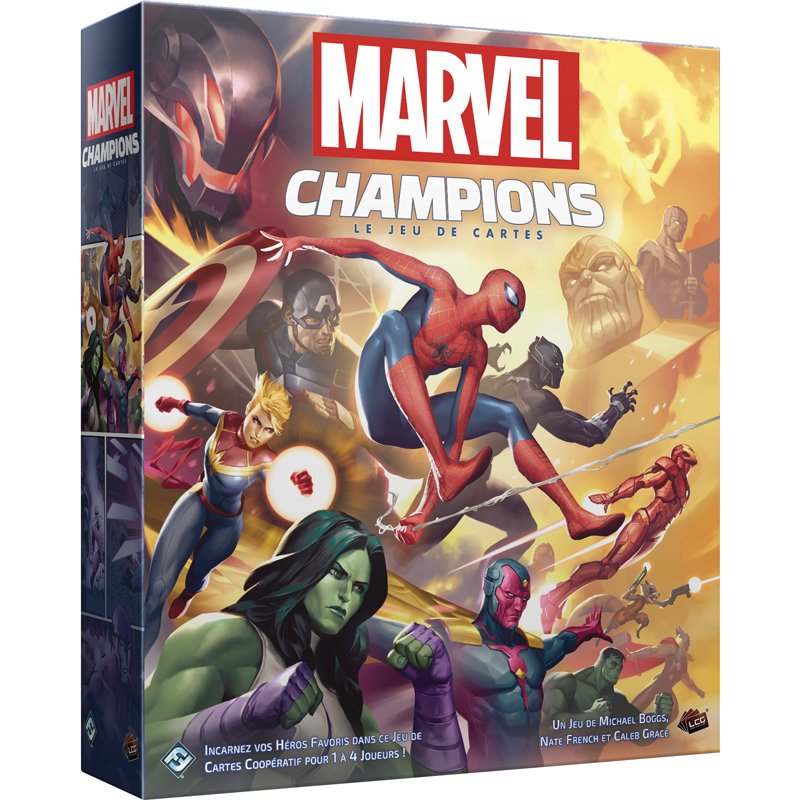 MARVEL
CHAMPIONS
LE JEU DE CARTES
MARVEL
CHAMPIONS
LE JEU DE CARTES
INCARNEZ VOS HÉROS FAVORIS DANS CE JEU DE
CARTES COOPÉRATIF POUR 1 À 4 JOUEURS !
UN JEU DE MICHAEL BOGGS,
NATE FRENCH ET CALEB GRACE
LCG